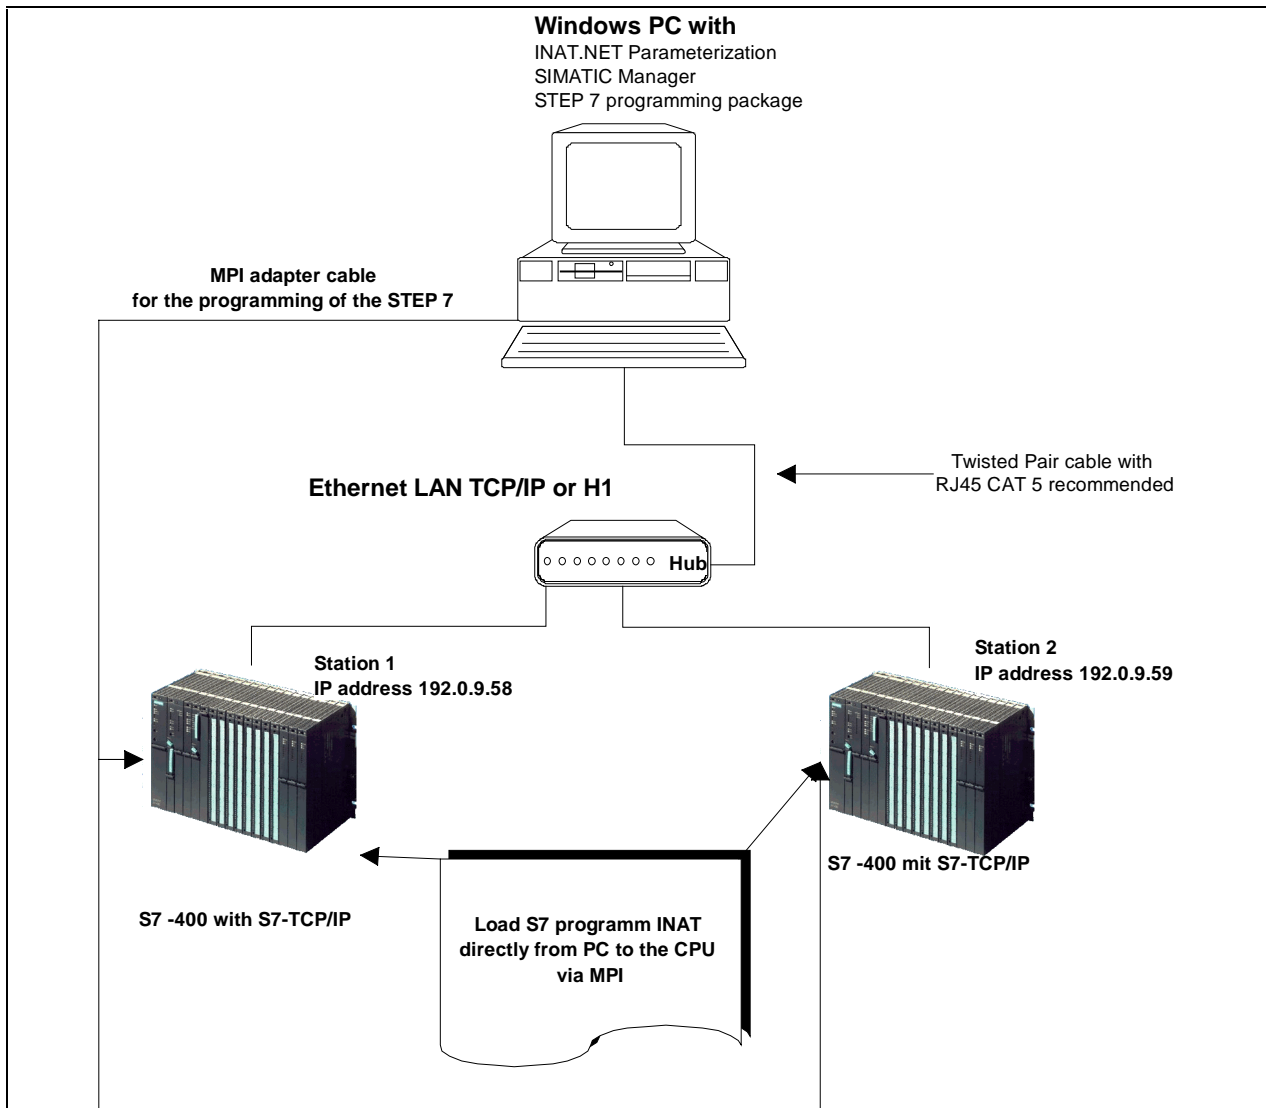 Windows PC with
INAT.NET Parameterization
SIMATIC Manager
STEP 7 programming package
MPI adapter cable
for the programming of the STEP 7
Twisted Pair cable with
RJ45 CAT 5 recommended
Ethernet LAN TCP/IP or H1
Hub
Station 1
IP address 192.0.9.58
Station 2
IP address 192.0.9.59
S7 -400 mit S7-TCP/IP
S7 -400 with S7-TCP/IP
Load S7 programm INAT
directly from PC to the CPU
via MPI